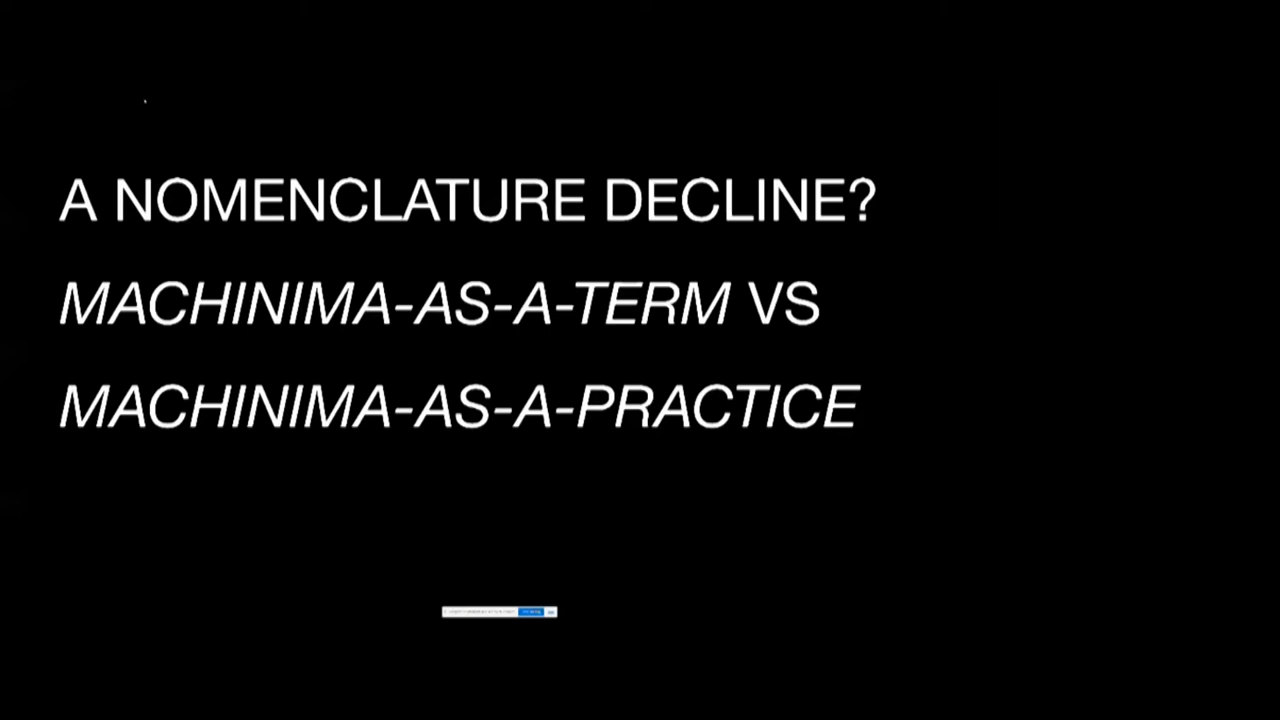 A NOMENCLATURE DECLINE?
MACHINIMA-AS-A-TERM VS
MACHINIMA-AS-A-PRACTICE